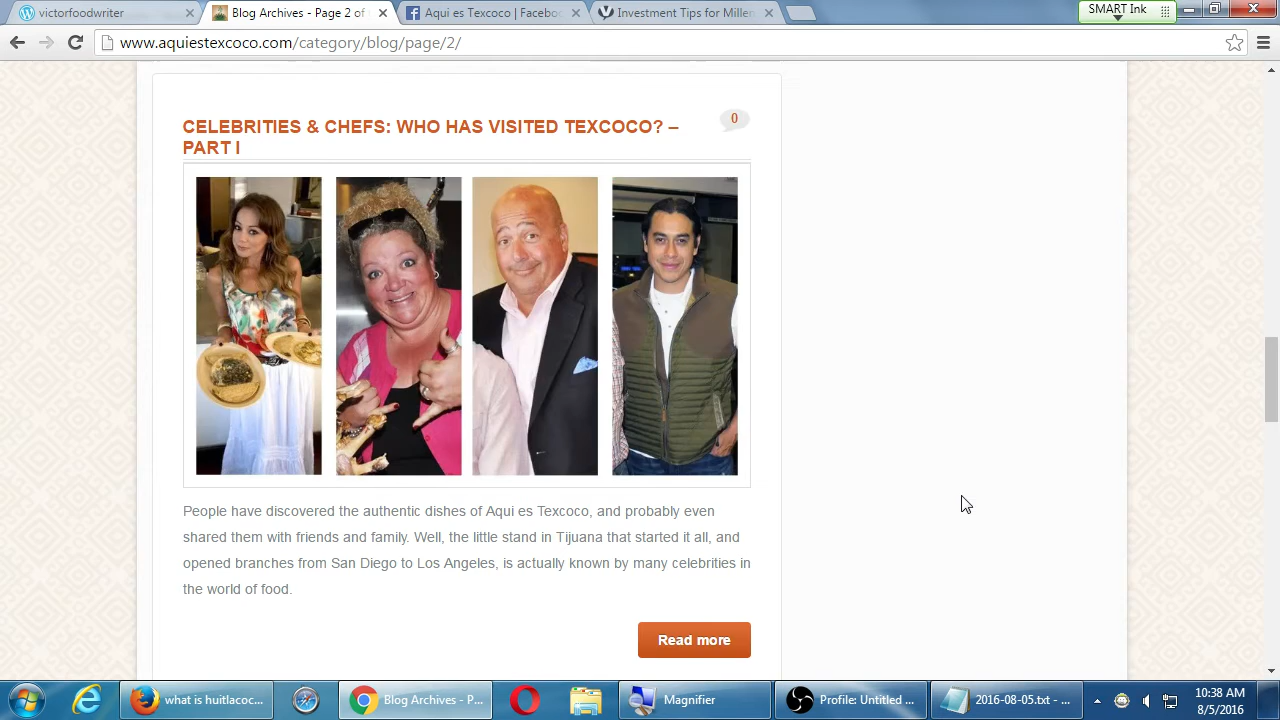 victorfoodwriter
Blog Archives - Page 2 of
Aqui es Texcoco | Faceboo
Investment Tips for Millen
SMART Ink
www.aquiestexcoco.com/category/blog/page/2/
CELEBRITIES & CHEFS: WHO HAS VISITED TEXCOCO? –
PART I
0
People have discovered the authentic dishes of Aqui es Texcoco, and probably even
shared them with friends and family. Well, the little stand in Tijuana that started it all, and
opened branches from San Diego to Los Angeles, is actually known by many celebrities in
the world of food.
Read more
what is huitlacoc...
Blog Archives - P...
Magnifier
Profile: Untitled ...
2016-08-05.txt - ...
10:38 AM
8/5/2016